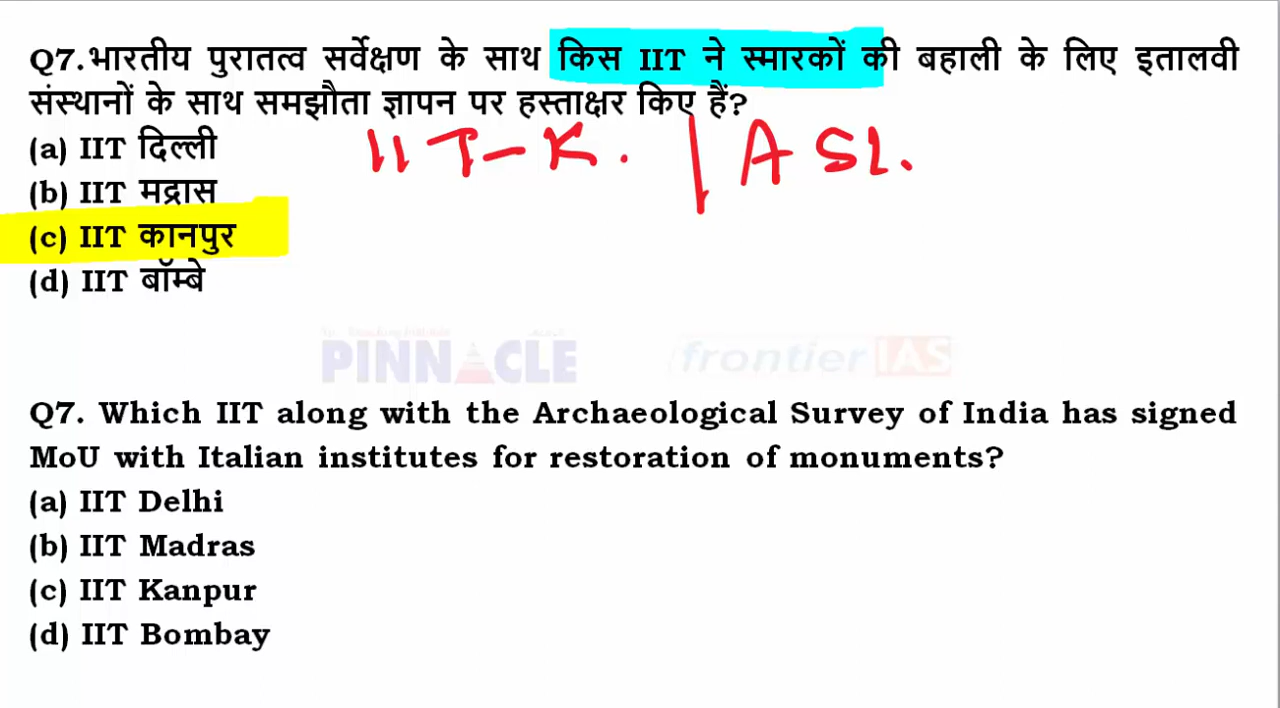 Q7.भारतीय पुरातत्व सर्वेक्षण के साथ किस IIT ने स्मारकों की बहाली के लिए इतालवी
संस्थानों के साथ समझौता ज्ञापन पर हस्ताक्षर किए हैं?
(a) IIT दिल्ली
IIT-K. | ASI.
(b) IIT मद्रास
(c) IIT कानपुर
(d) IIT बॉम्बे
PINNACLE frontier IAS
Q7. Which IIT along with the Archaeological Survey of India has signed
MoU with Italian institutes for restoration of monuments?
(a) IIT Delhi
(b) IIT Madras
(c) IIT Kanpur
(d) IIT Bombay